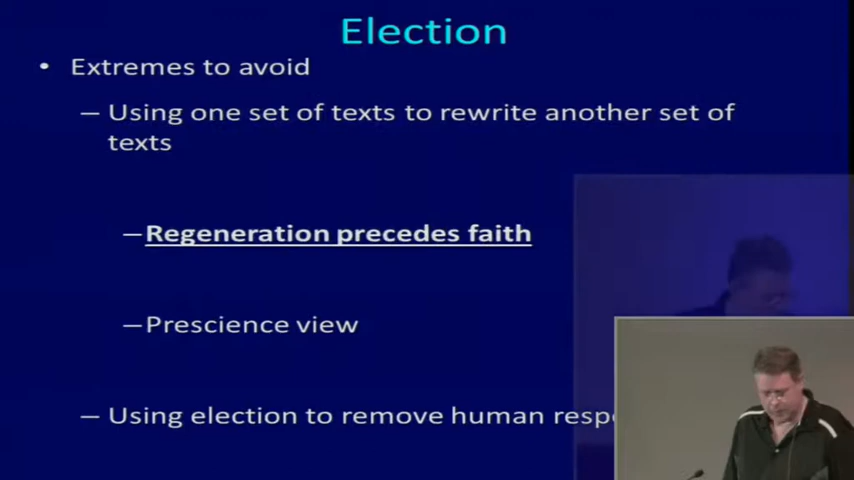 Election
• Extremes to avoid
– Using one set of texts to rewrite another set of
texts
– Regeneration precedes faith
– Prescience view
– Using election to remove human